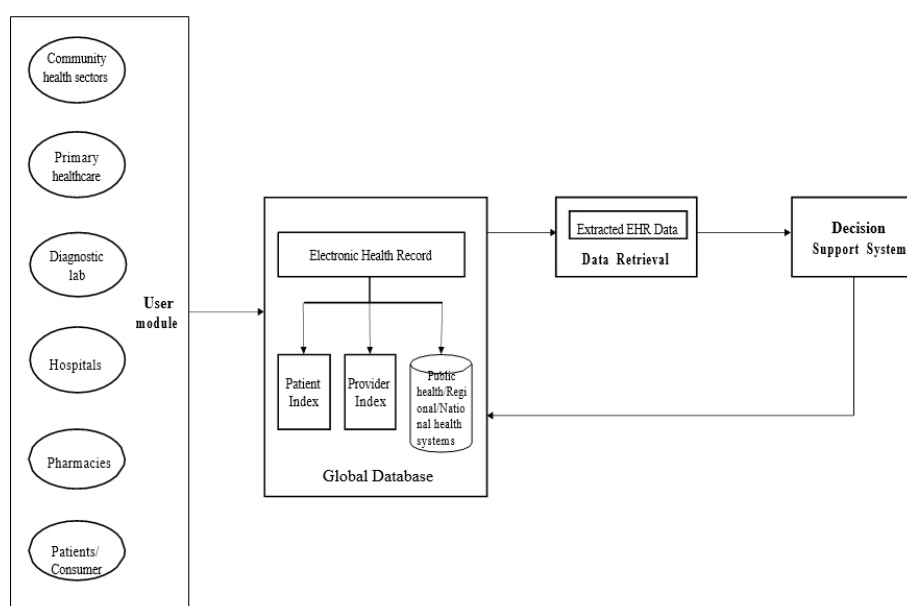 Community
health sectors
Primary
healthcare
Diagnostic
lab
Hospitals
Pharmacies
Patients/
Consumer
User
module
Electronic Health Record
Patient
Index
Provider
Index
Public
health/Regi
onal/Natio
nal health
systems
Global Database
Extracted EHR Data
Data Retrieval
Decision
Support System